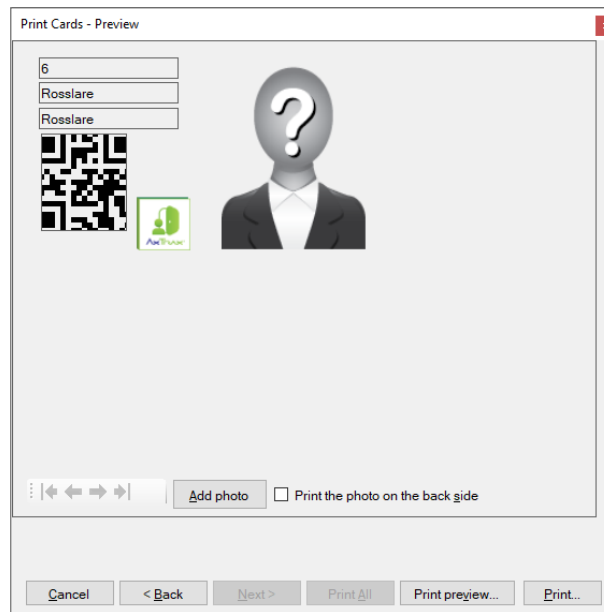 Print Cards - Preview
6
Rosslare
Rosslare
AxTraxNG
Add photo
Print the photo on the back side
Cancel
< Back
Next >
Print All
Print preview...
Print...